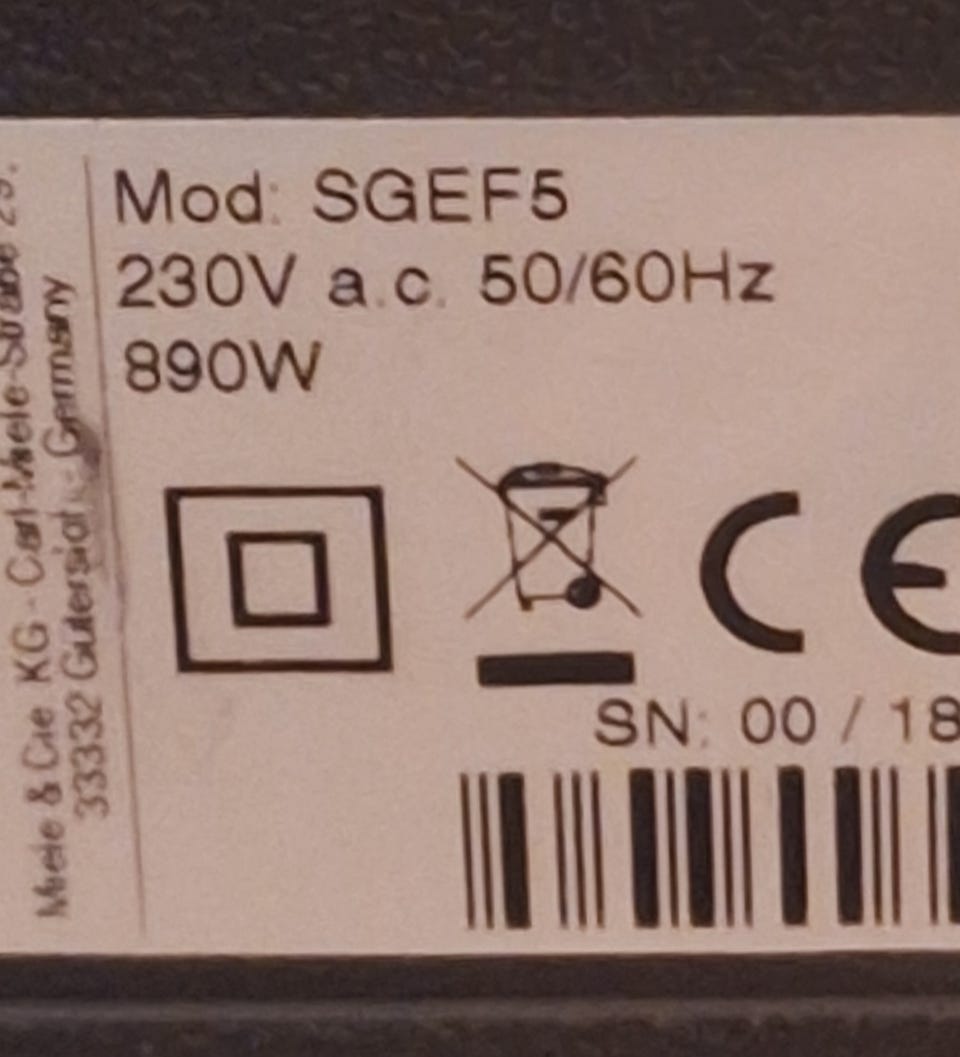 Mod: SGEF5
230V a.c. 50/60Hz
890W
CE
SN: 00 / 18
Miele & Cie KG - Carl-Miele-Straße 29.
33332 Gütersloh - Germany